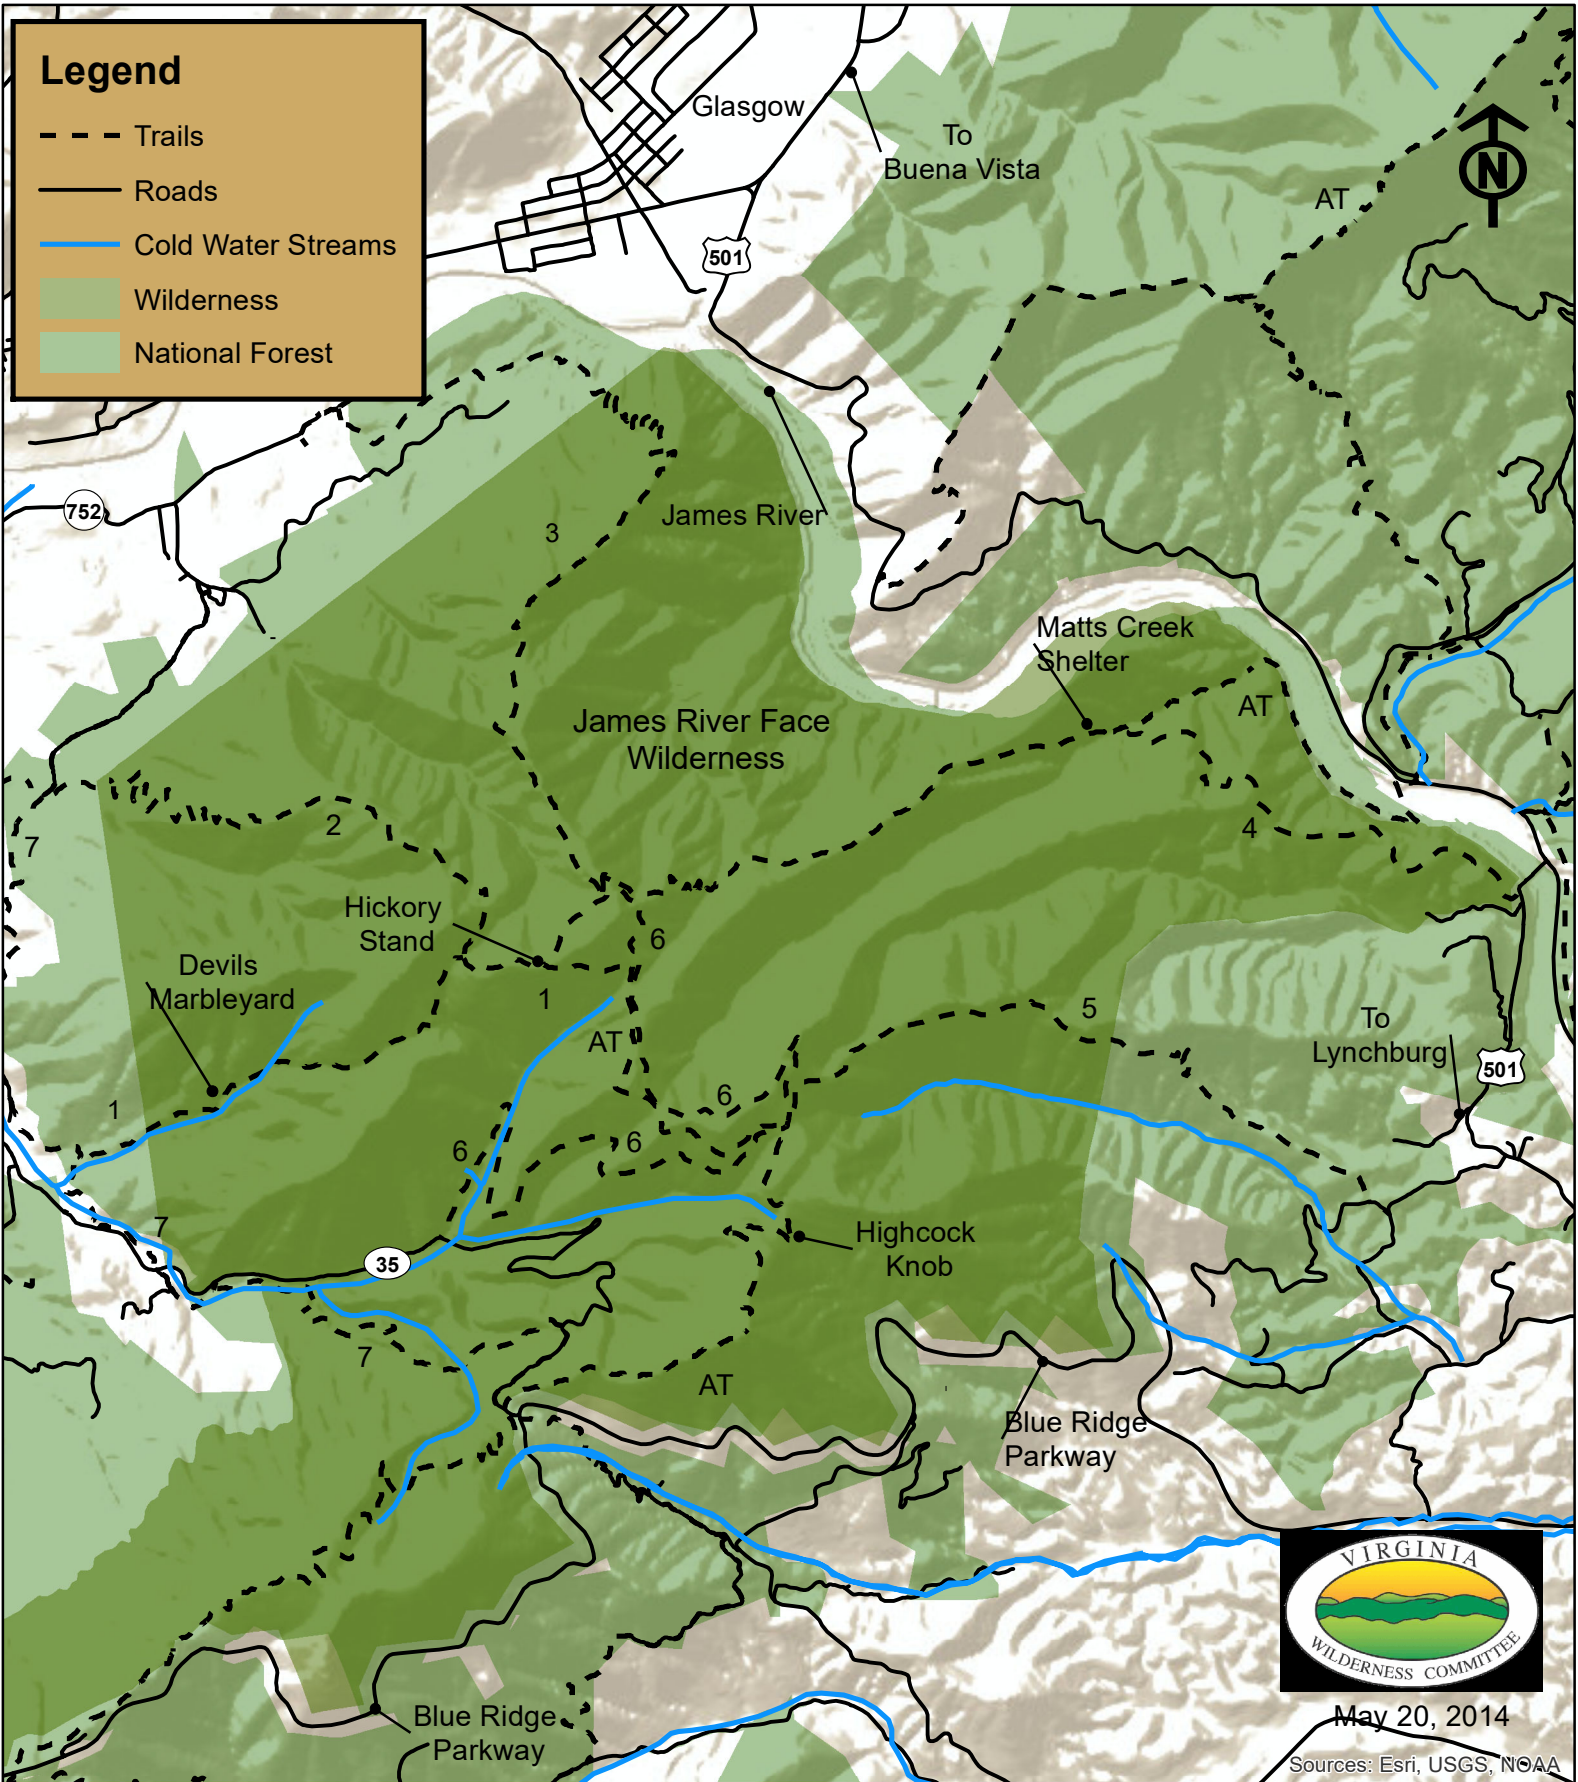 Legend
Trails
Roads
Cold Water Streams
Wilderness
National Forest
Glasgow
To
Buena Vista
AT
N
501
752
3
James River
Matts Creek
Shelter
AT
James River Face
Wilderness
7
2
4
Hickory
Stand
6
Devils
Marbleyard
1
5
To
Lynchburg
AT
501
1
6
6
6
7
Highcock
Knob
35
7
AT
Blue Ridge
Parkway
VIRGINIA
WILDERNESS COMMITTEE
May 20, 2014
Blue Ridge
Parkway
Sources: Esri, USGS, NOAA